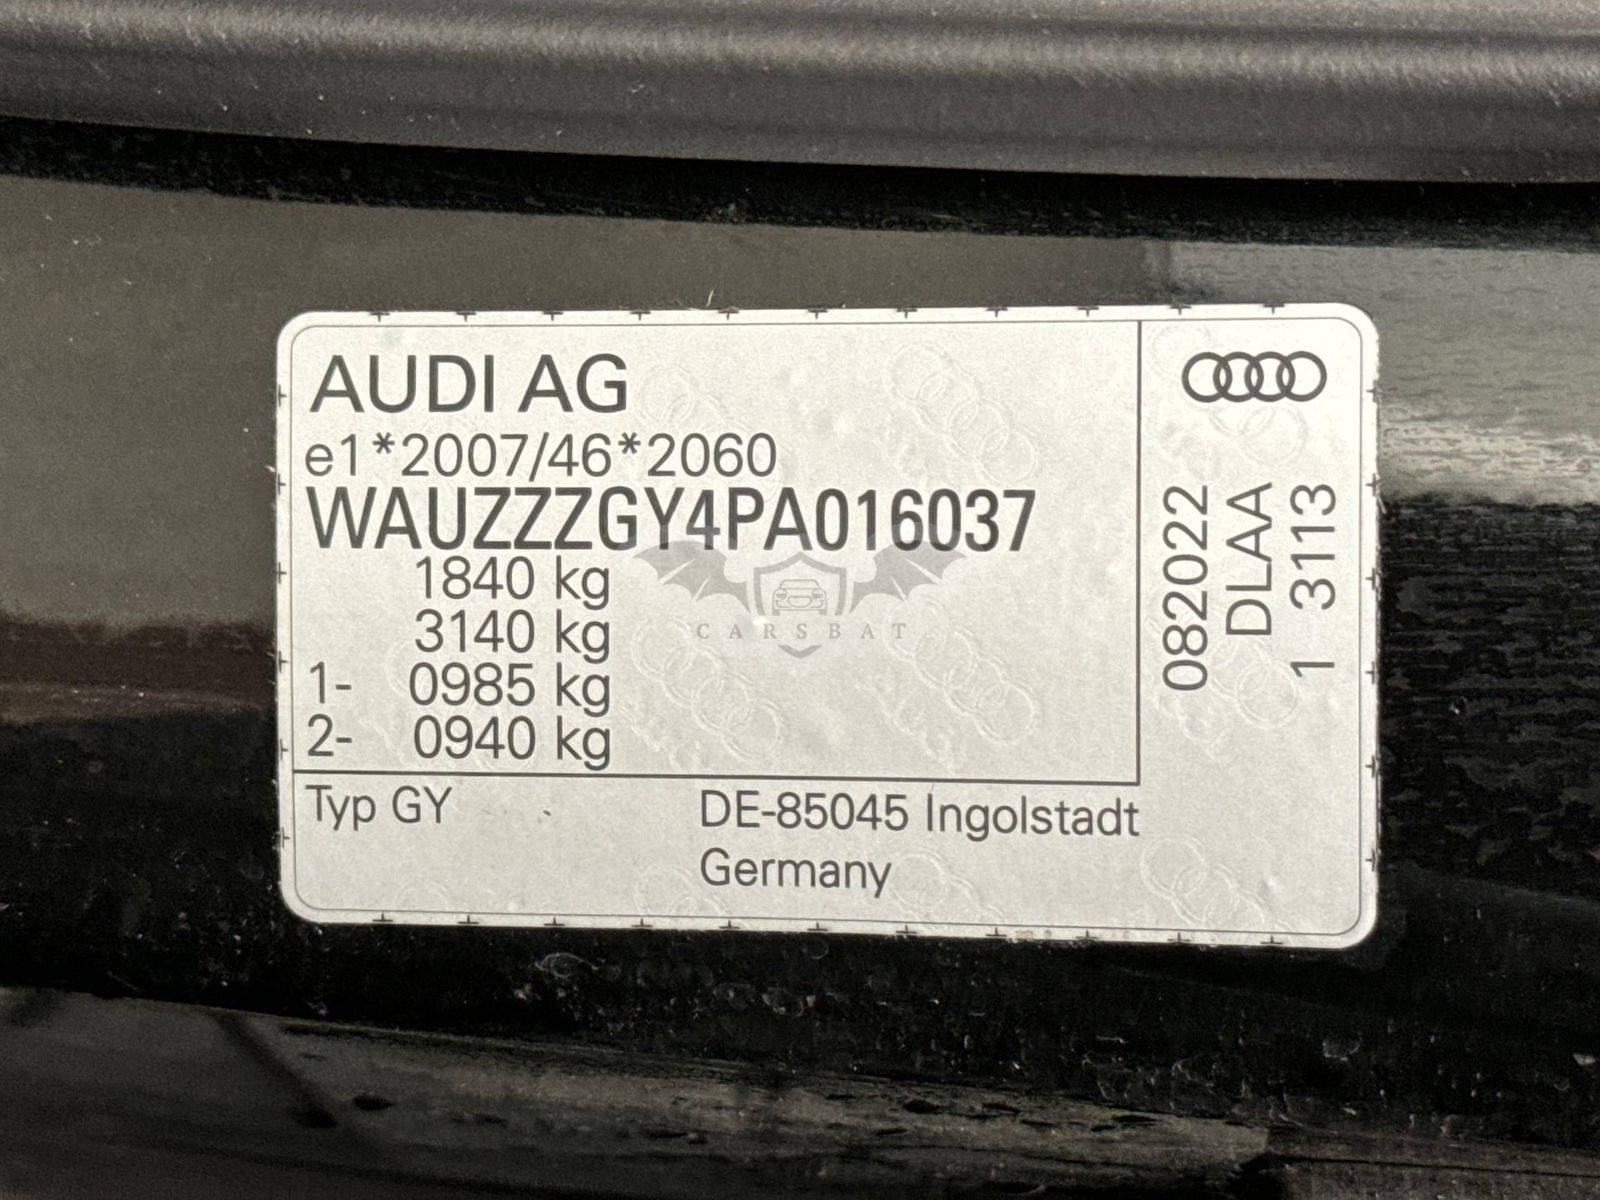 AUDI AG
e1*2007/46*2060
WAUZZZGY4PA016037
1840 kg
3140 kg
1- 0985 kg
2- 0940 kg
Typ GY
DE-85045 Ingolstadt
Germany
082022
DLAA
1 3113
CARSBAT